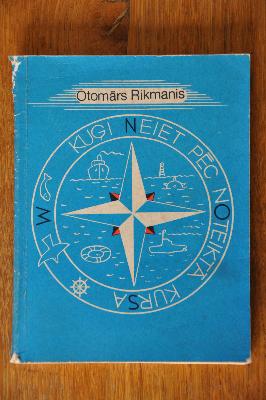 Otomārs Rikmanis
KUĢI NEIET PĒC NOTEIKTA KURSA
W